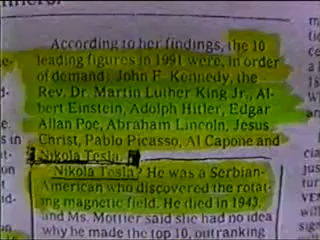 According to her findings, the 10
leading figures in 1991 were, in order
of demand: John F. Kennedy, the
Rev. Dr. Martin Luther King Jr., Al-
bert Einstein, Adolph Hitler, Edgar
Allan Poe, Abraham Lincoln, Jesus
Christ, Pablo Picasso, Al Capone and
Nikola Tesla.
Nikola Tesla? He was a Serbian-
American who discovered the rotat-
ing magnetic field. He died in 1943,
and Ms. Mottier said she had no idea
why he made the top 10, outranking